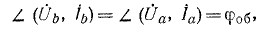 ∠ (U̇b, İb) = ∠ (U̇a, İa) = φоб,